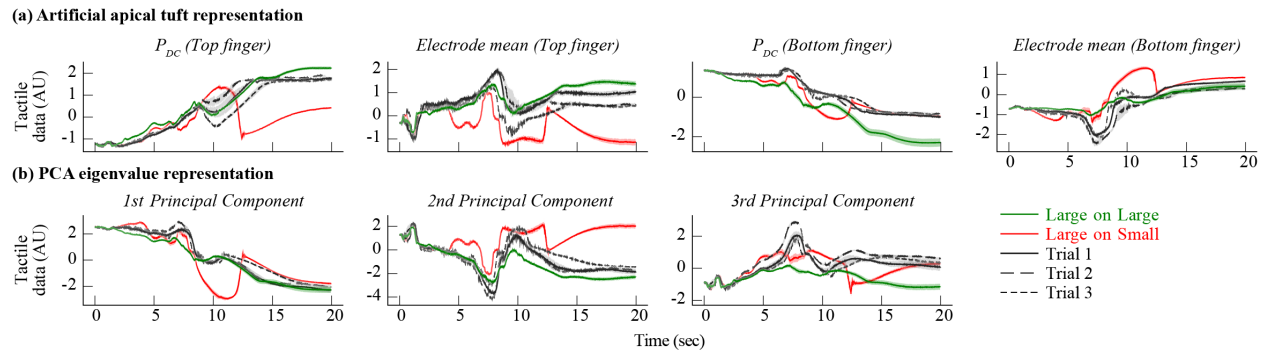 (a) Artificial apical tuft representation
P_DC (Top finger)
Electrode mean (Top finger)
P_DC (Bottom finger)
Electrode mean (Bottom finger)
Tactile
data (AU)
2
1
0
-1
2
1
0
-1
0
-2
1
0
-1
-2
0 5 10 15 20
(b) PCA eigenvalue representation
1st Principal Component
2nd Principal Component
3rd Principal Component
Tactile
data (AU)
2
0
-2
2
0
-2
-4
2
0
-2
0 5 10 15 20
0 5 10 15 20
0 5 10 15 20
Time (sec)
Large on Large
Large on Small
Trial 1
Trial 2
Trial 3